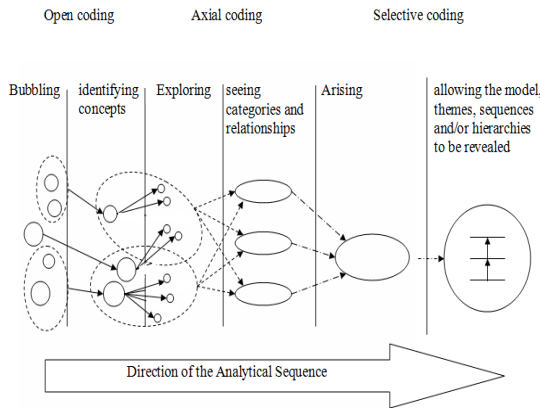 Open coding Axial coding Selective coding
Bubbling identifying concepts Exploring seeing categories and relationships Arising allowing the model, themes, sequences and/or hierarchies to be revealed
Direction of the Analytical Sequence